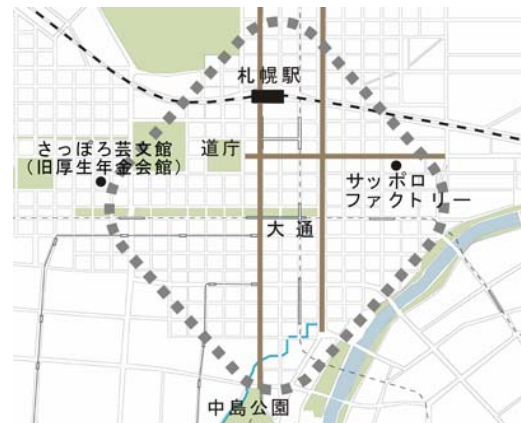 札幌駅
さっぽろ芸文館
（旧厚生年金会館）
道庁
サッポロ
ファクトリー
大通
中島公園